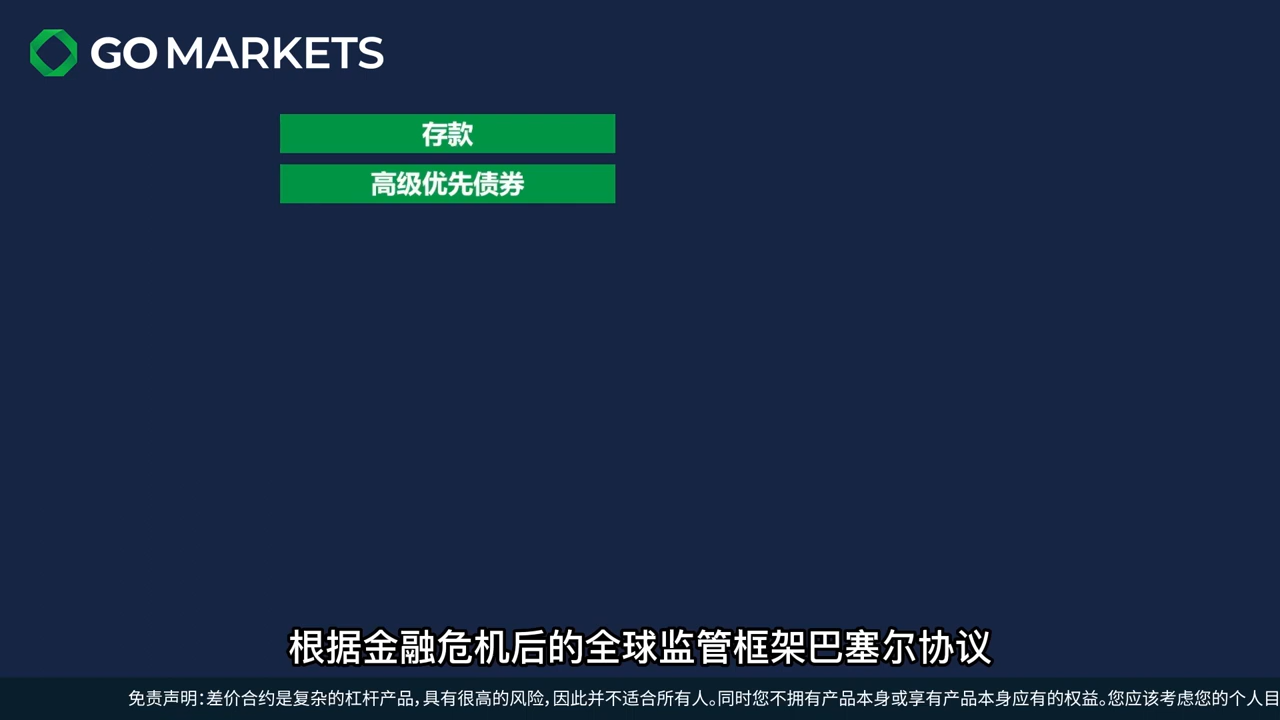 GO MARKETS
存款
高级优先债券
根据金融危机后的全球监管框架巴塞尔协议
免责声明：差价合约是复杂的杠杆产品，具有很高的风险，因此并不适合所有人。同时您不拥有产品本身或享有产品本身应有的权益。您应该考虑您的个人目